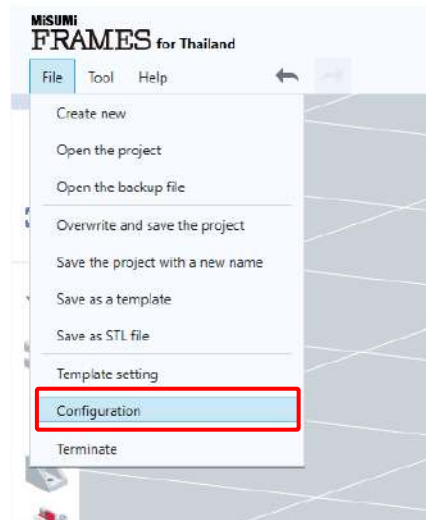 MiSUMi
FRAMES for Thailand
File Tool Help
Create new
Open the project
Open the backup file
Overwrite and save the project
Save the project with a new name
Save as a template
Save as STL file
Template setting
Configuration
Terminate